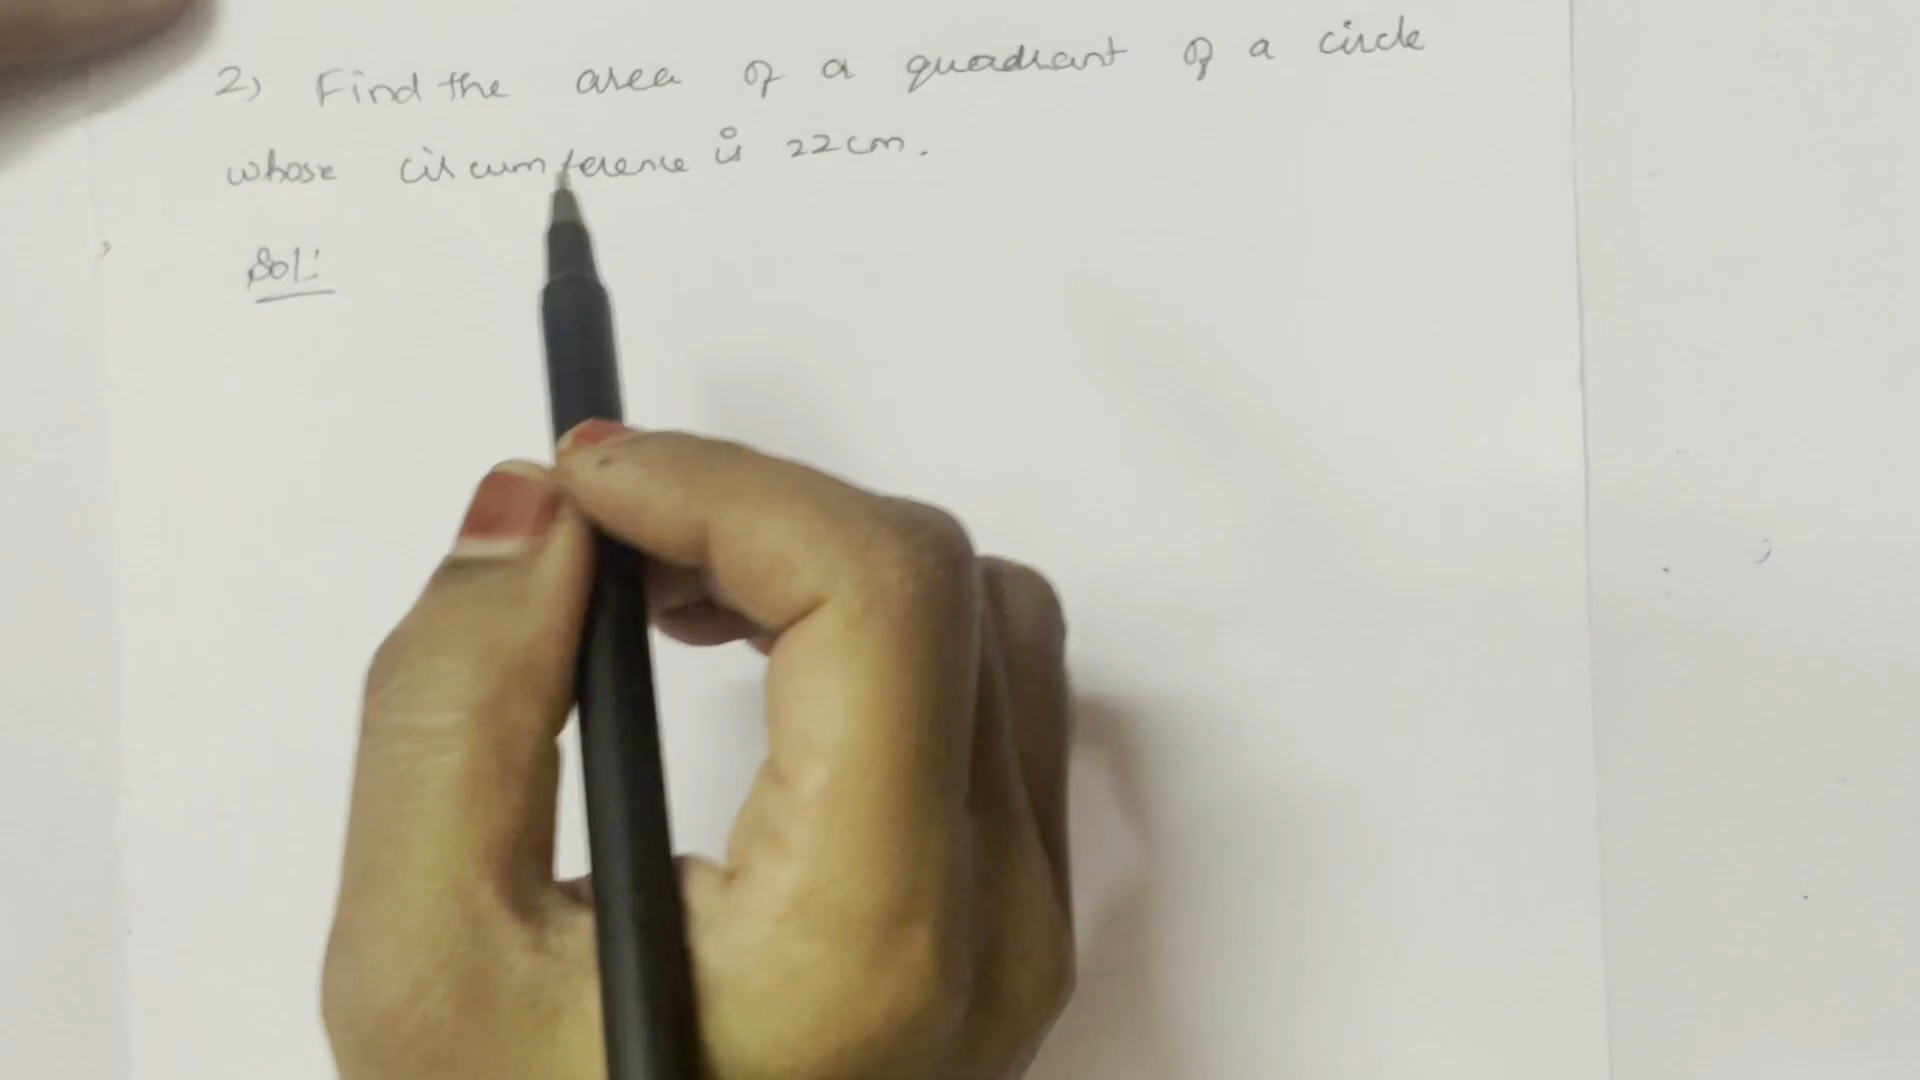 2) Find the area of a quadrant of a circle
whose circumference is 22cm.
Sol: